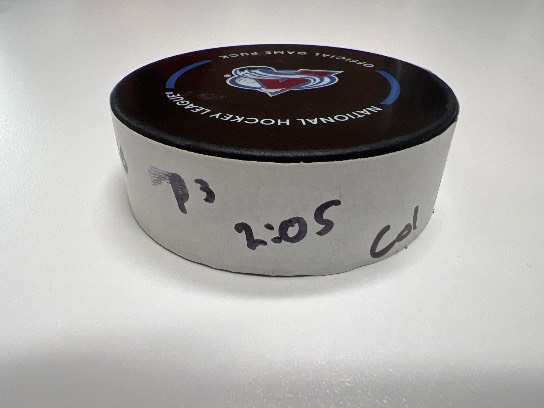 OFFICIAL GAME PUCK
NATIONAL HOCKEY LEAGUE®
P3
2:05
Col